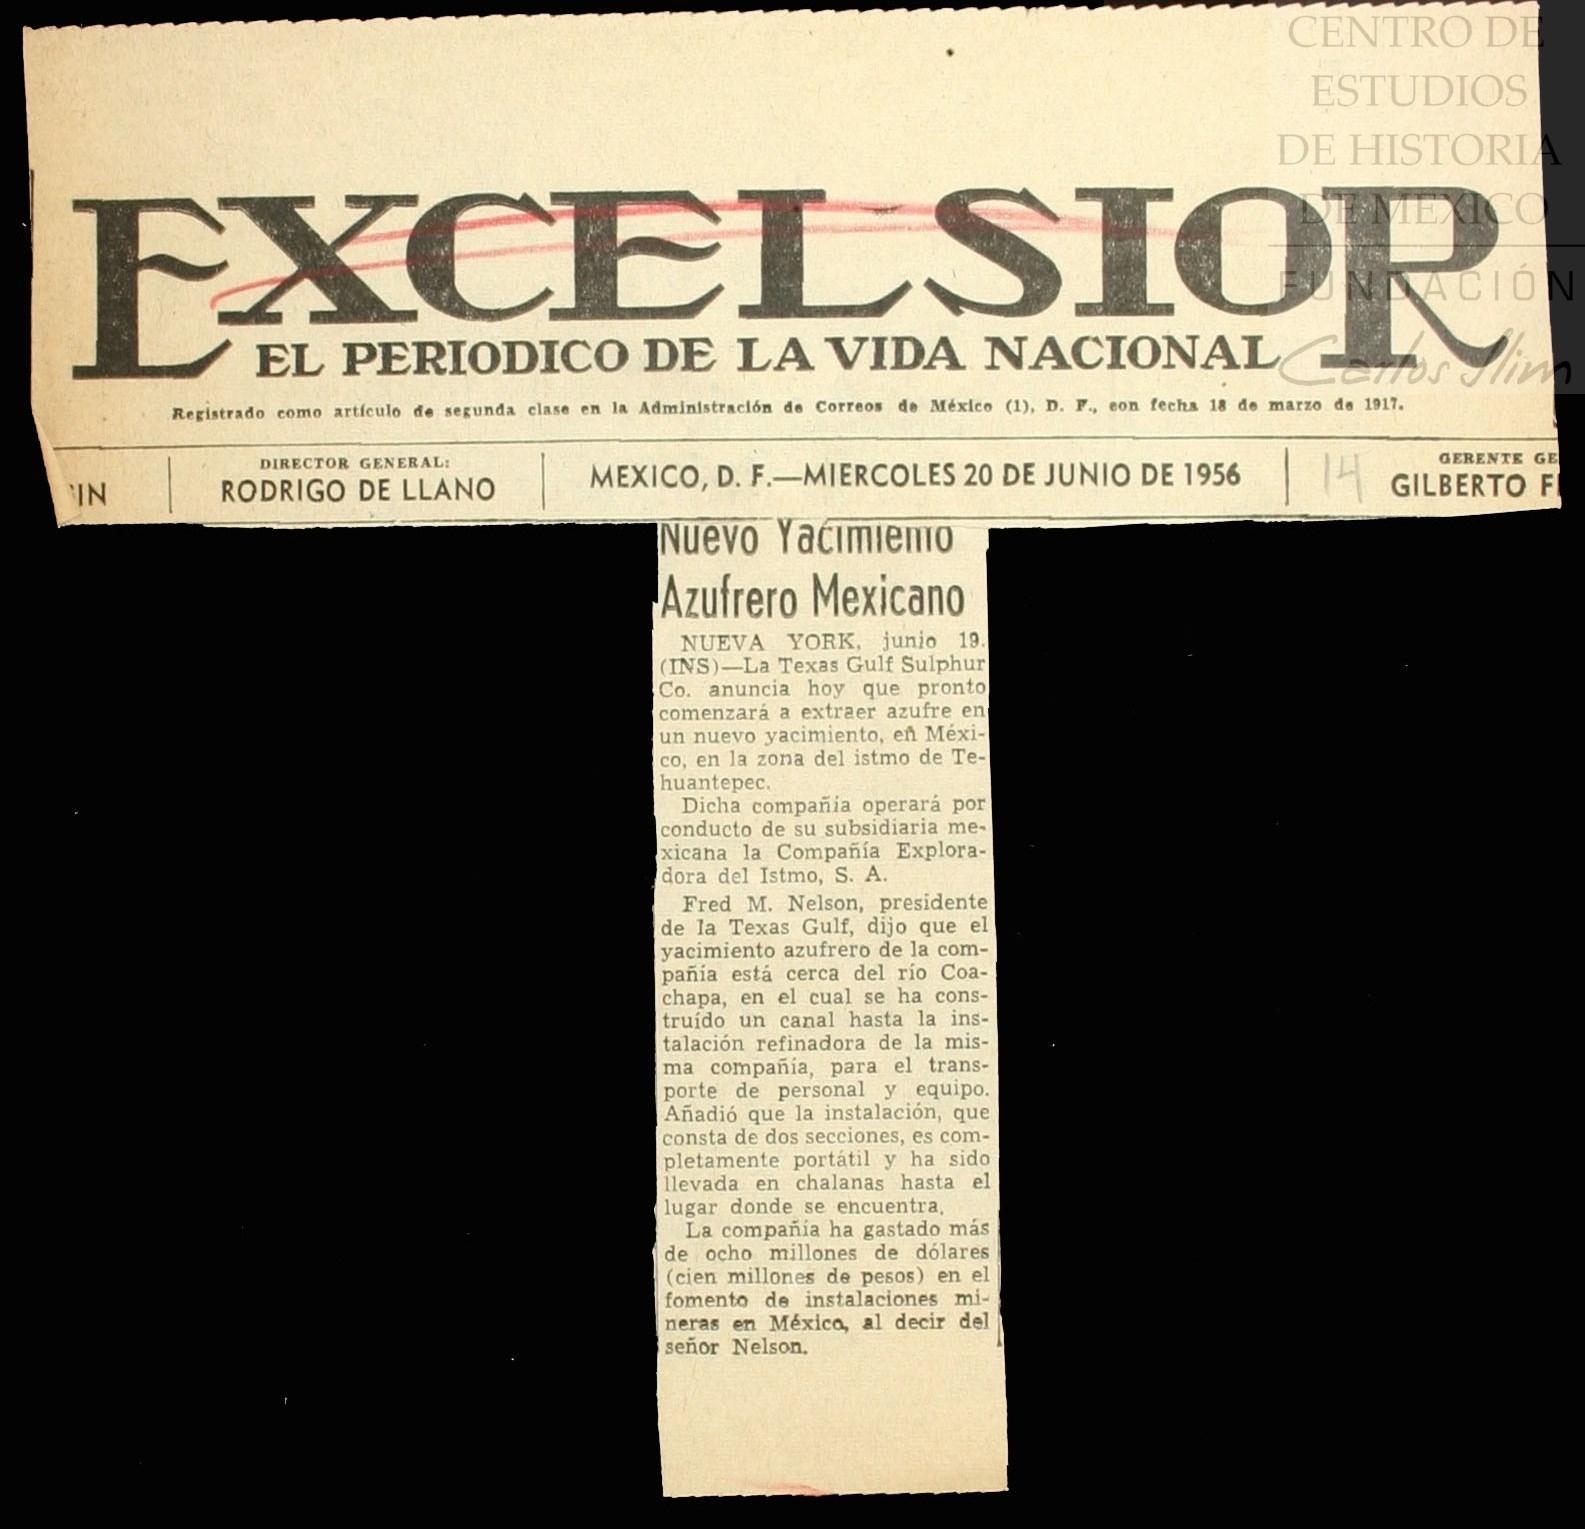 CENTRO DE
ESTUDIOS
DE HISTORIA
DE MEXICO
FUNDACIÓN
Carlos Slim
EXCELSIOR
EL PERIODICO DE LA VIDA NACIONAL
Registrado como artículo de segunda clase en la Administración de Correos de México (1), D. F., con fecha 18 de marzo de 1917.
DIRECTOR GENERAL:
RODRIGO DE LLANO
MEXICO, D. F.—MIERCOLES 20 DE JUNIO DE 1956
14
GERENTE GE
GILBERTO FI
Nuevo Yacimiento
Azufrero Mexicano
NUEVA YORK, junio 19.
(INS)—La Texas Gulf Sulphur
Co. anuncia hoy que pronto
comenzará a extraer azufre en
un nuevo yacimiento, en Méxi-
co, en la zona del istmo de Te-
huantepec.
Dicha compañía operará por
conducto de su subsidiaria me-
xicana la Compañía Explora-
dora del Istmo, S. A.
Fred M. Nelson, presidente
de la Texas Gulf, dijo que el
yacimiento azufrero de la com-
pañía está cerca del río Coa-
chapa, en el cual se ha cons-
truído un canal hasta la ins-
talación refinadora de la mis-
ma compañía, para el trans-
porte de personal y equipo.
Añadió que la instalación, que
consta de dos secciones, es com-
pletamente portátil y ha sido
llevada en chalanas hasta el
lugar donde se encuentra.
La compañía ha gastado más
de ocho millones de dólares
(cien millones de pesos) en el
fomento de instalaciones mi-
neras en México, al decir del
señor Nelson.